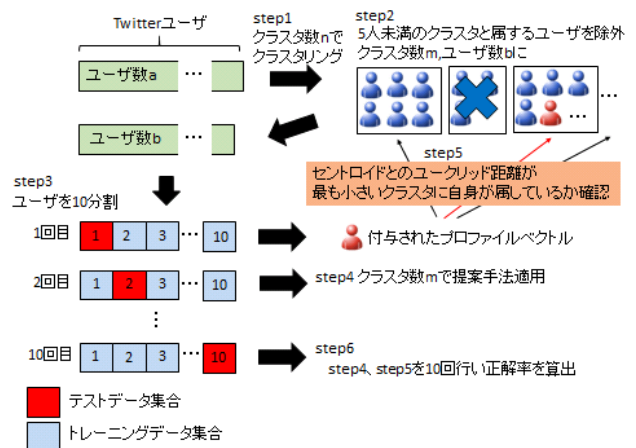 Twitterユーザ
ユーザ数a
…
ユーザ数b
…
step1
クラスタ数nで
クラスタリング
step2
5人未満のクラスタと属するユーザを除外
クラスタ数m,ユーザ数bに
…
…
step5
セントロイドとのユークリッド距離が
最も小さいクラスタに自身が属しているか確認
step3
ユーザを10分割
1回目 1 2 3 … 10
付与されたプロファイルベクトル
2回目 1 2 3 … 10
step4 クラスタ数mで提案手法適用
⋮
10回目 1 2 3 … 10
step6
step4、step5を10回行い正解率を算出
テストデータ集合
トレーニングデータ集合